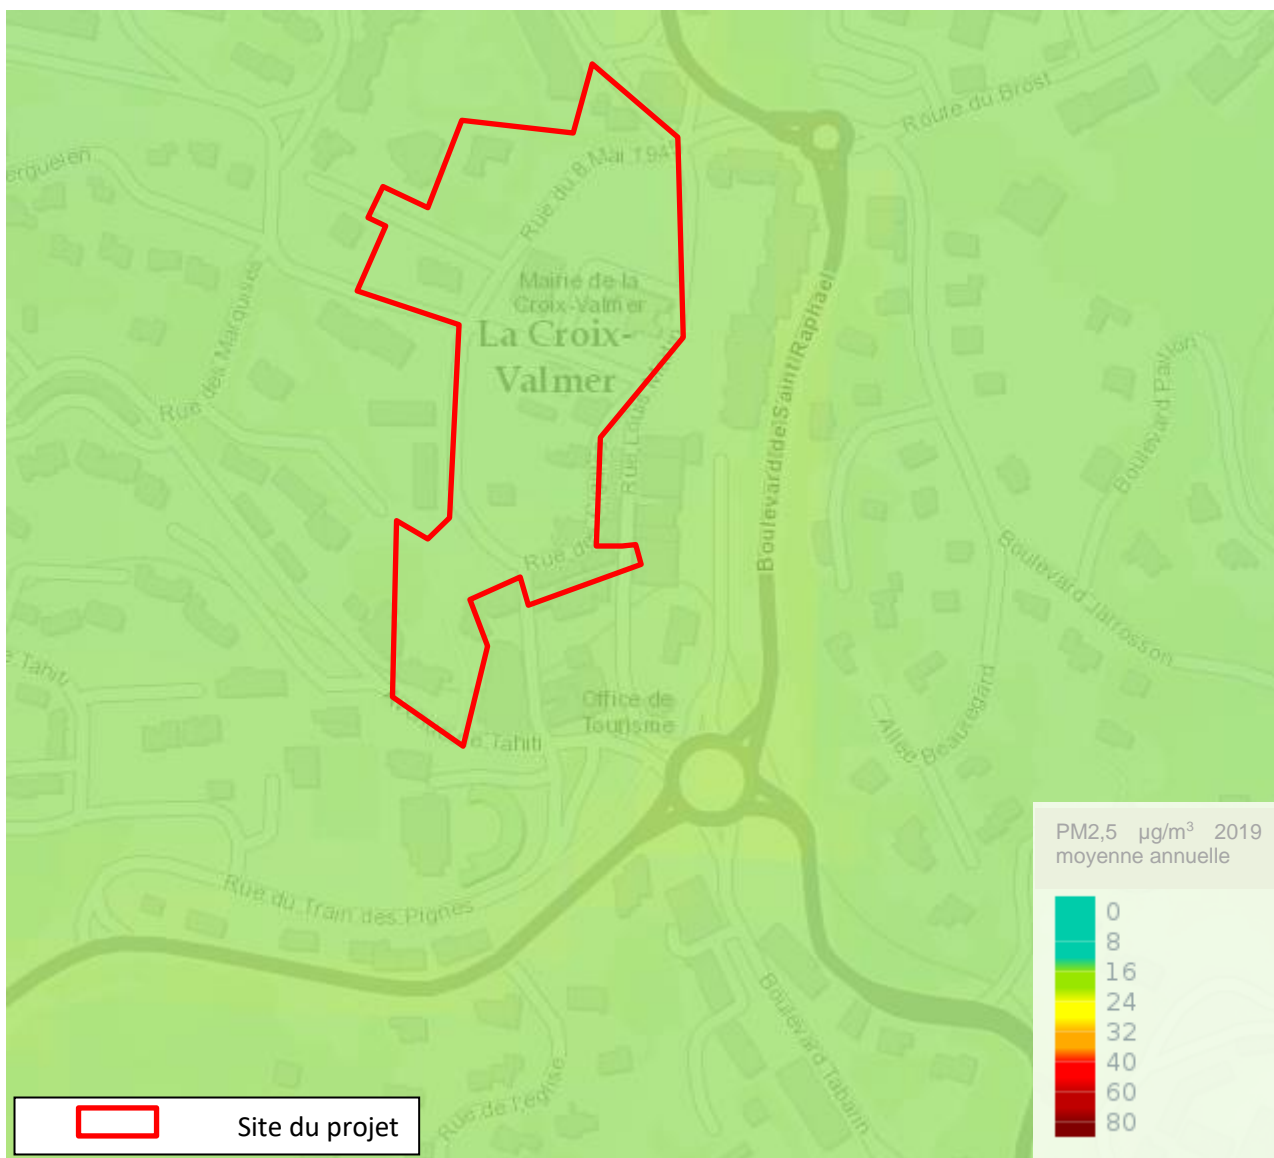 Route du Brost
Rue du 8 Mai 194
erguelen
Mairie de la
Croix-Valmer
La Croix-
Valmer
Rue des Marquises
Boulevard de Saint Raphael
Boulevard Pallon
Rue Louis
Rue de
Boulevard Jarrosson
e Tahiti
Office de
Tourisme
Allée Beauregard
e Tahiti
Rue du Train des Pignes
Boulevard Tabarin
Rue de l'eglise
PM2,5 µg/m³ 2019
moyenne annuelle
0
8
16
24
32
40
60
80
Site du projet